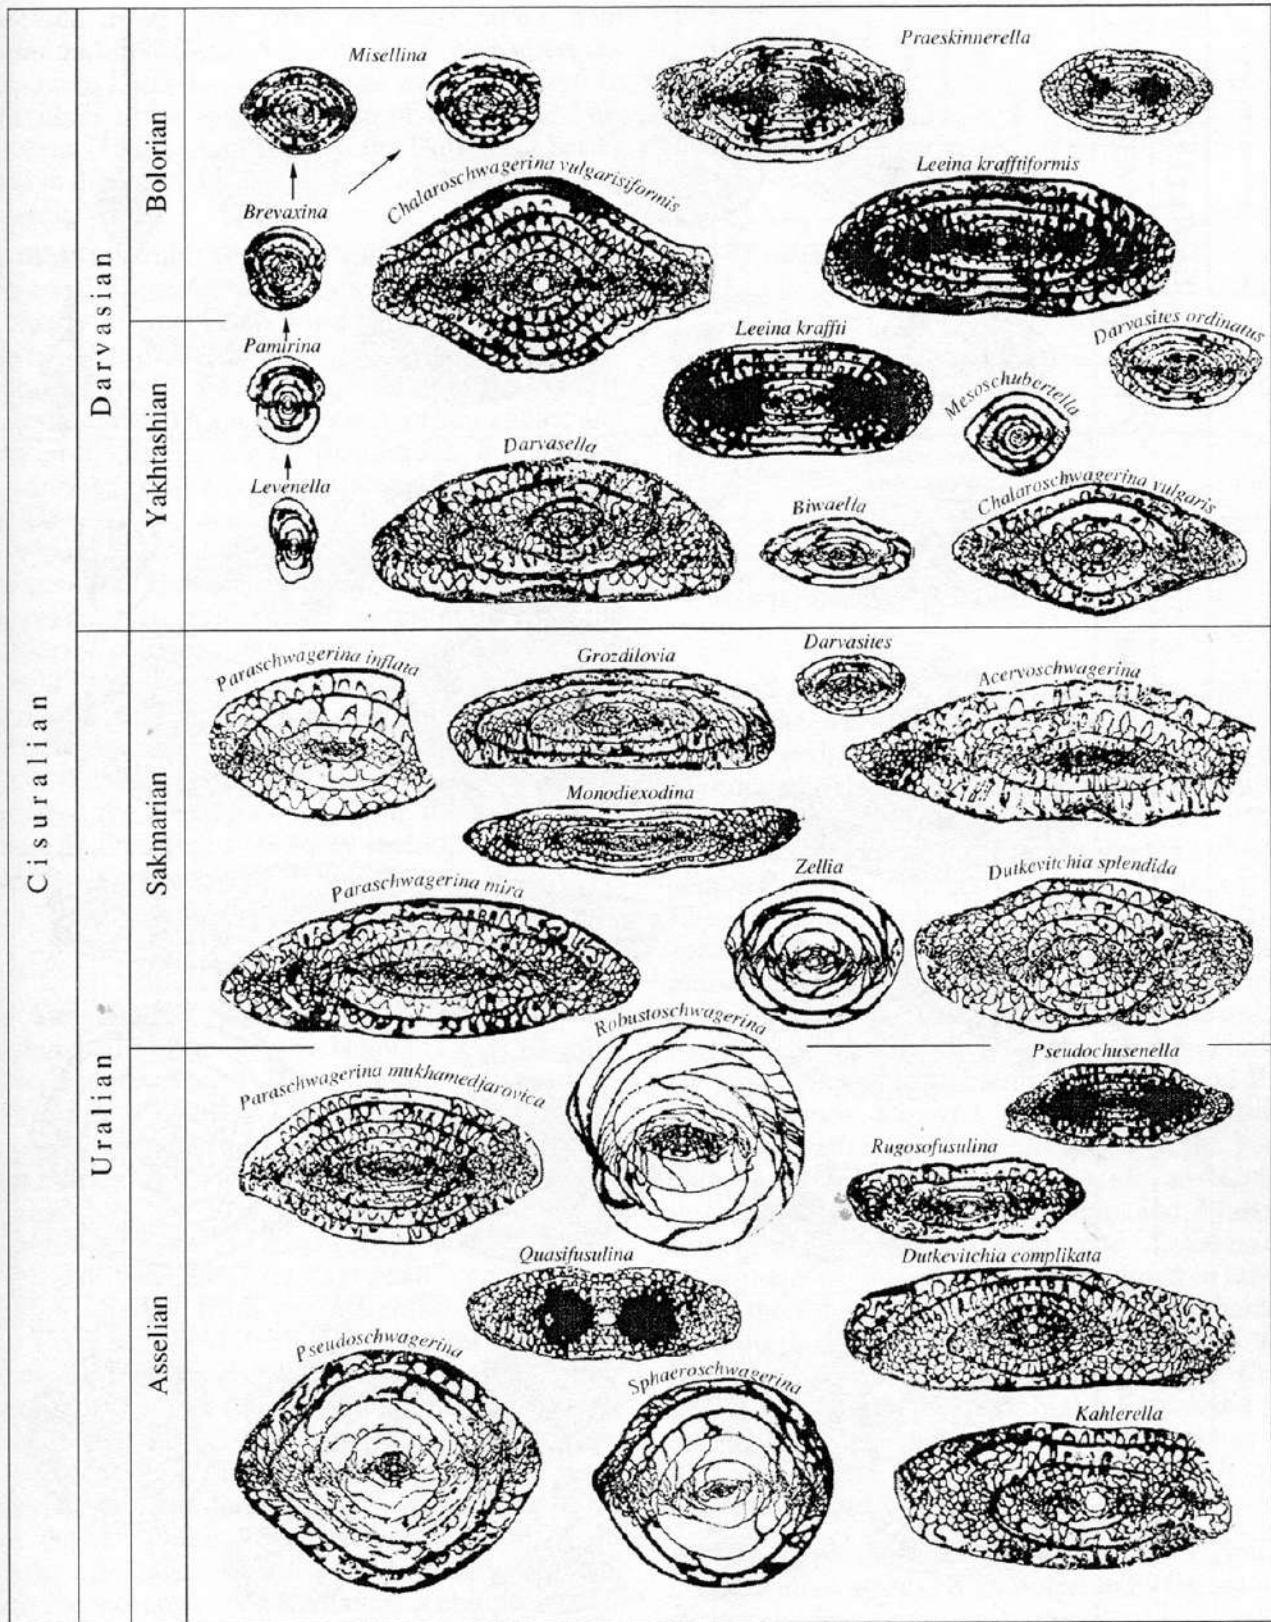 Cisuralian
Darvasian
Uralian
Bolorian
Yakhtashian
Sakmarian
Asselian
Misellina
Praeskinnerella
Chalaroschwagerina vulgarisiformis
Leeina krafftiformis
Brevaxina
Pamirina
Leeina kraffti
Darvasites ordinatus
Mesoschubertella
Darvasella
Levenella
Biwaella
Chalaroschwagerina vulgaris
Paraschwagerina inflata
Grozdilovia
Darvasites
Acervoschwagerina
Monodiexodina
Zellia
Dutkevitchia splendida
Paraschwagerina mira
Robustoschwagerina
Pseudochusenella
Paraschwagerina mukhamedjarovica
Rugosofusulina
Quasifusulina
Dutkevitchia complikata
Pseudoschwagerina
Sphaeroschwagerina
Kahlerella